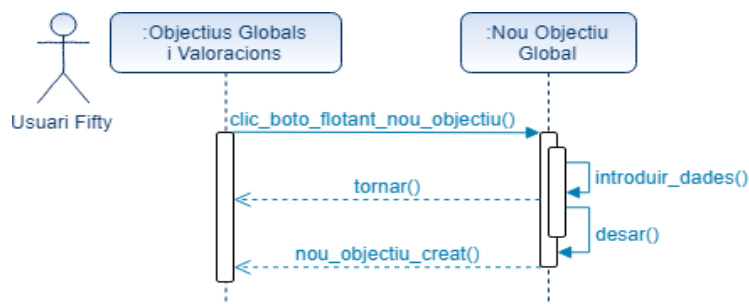 :Objectius Globals
i Valoracions
:Nou Objectiu
Global
Usuari Fifty
clic_boto_flotant_nou_objectiu()
introduir_dades()
tornar()
desar()
nou_objectiu_creat()